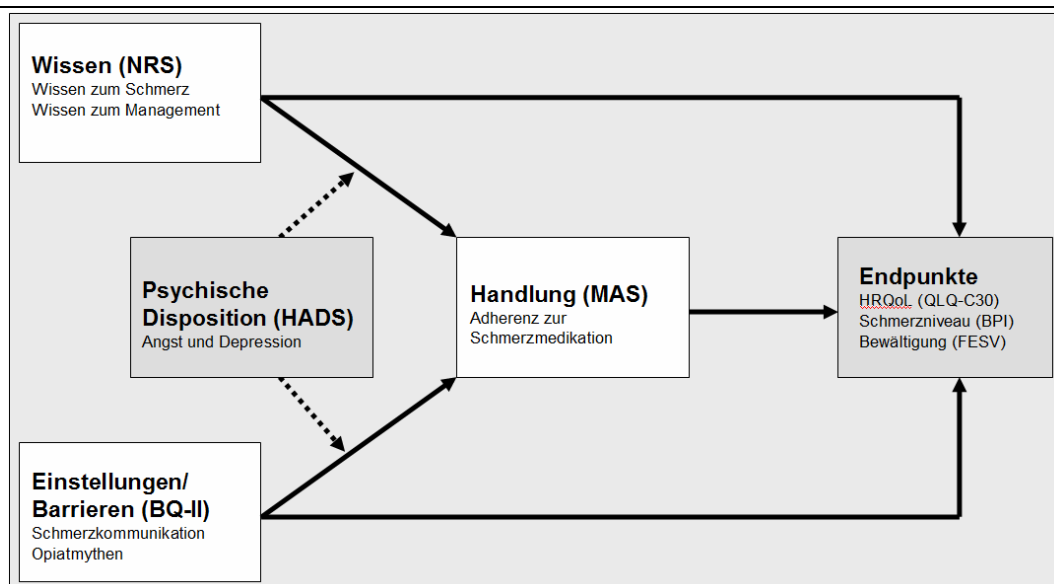 Wissen (NRS)
Wissen zum Schmerz
Wissen zum Management
Psychische
Disposition (HADS)
Angst und Depression
Handlung (MAS)
Adherenz zur
Schmerzmedikation
Endpunkte
HRQoL (QLQ-C30)
Schmerzniveau (BPI)
Bewältigung (FESV)
Einstellungen/
Barrieren (BQ-II)
Schmerzkommunikation
Opiatmythen